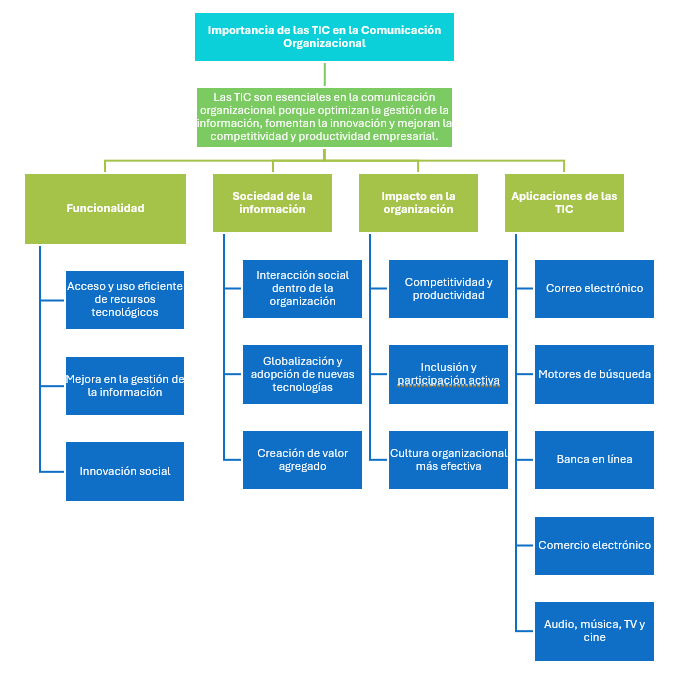 Importancia de las TIC en la Comunicación
Organizacional
Las TIC son esenciales en la comunicación
organizacional porque optimizan la gestión de la
información, fomentan la innovación y mejoran la
competitividad y productividad empresarial.
Funcionalidad
Acceso y uso eficiente
de recursos
tecnológicos
Mejora en la gestión de
la información
Innovación social
Sociedad de la
información
Interacción social
dentro de la
organización
Globalización y
adopción de nuevas
tecnologías
Creación de valor
agregado
Impacto en la
organización
Competitividad y
productividad
Inclusión y
participación activa
Cultura organizacional
más efectiva
Aplicaciones de las
TIC
Correo electrónico
Motores de búsqueda
Banca en línea
Comercio electrónico
Audio, música, TV y
cine